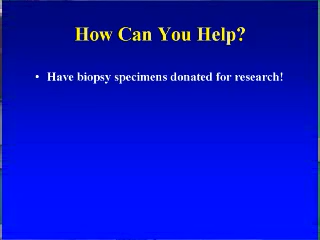 How Can You Help?
• Have biopsy specimens donated for research!